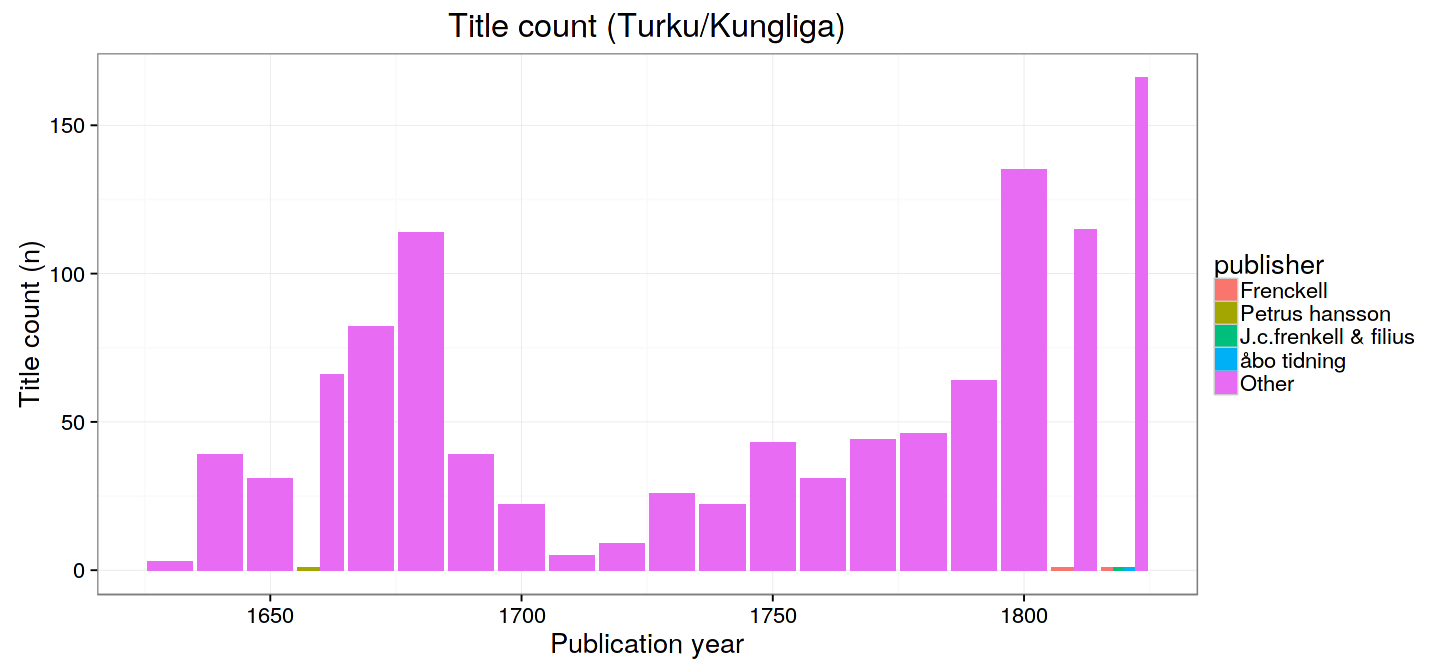 Title count (Turku/Kungliga)
Title count (n)
150
100
50
0
1650 1700 1750 1800
Publication year
publisher
Frenckell
Petrus hansson
J.c.frenkell & filius
åbo tidning
Other